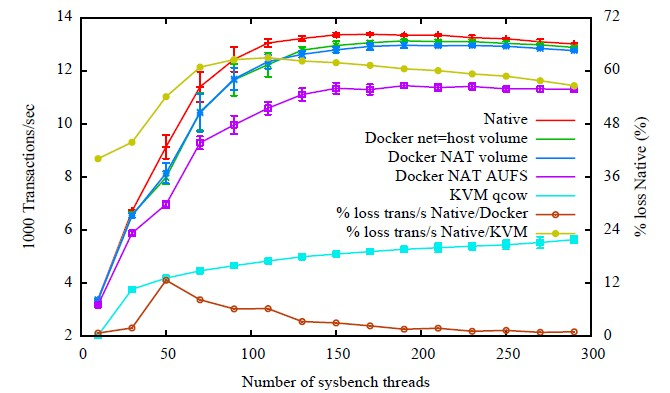 14
12
10
8
6
4
2
1000 Transactions/sec
72
60
48
36
24
12
0
% loss Native (%)
Native
Docker net=host volume
Docker NAT volume
Docker NAT AUFS
KVM qcow
% loss trans/s Native/Docker
% loss trans/s Native/KVM
0 50 100 150 200 250 300
Number of sysbench threads